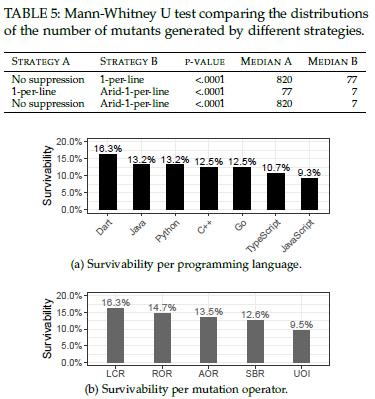 TABLE 5: Mann-Whitney U test comparing the distributions
of the number of mutants generated by different strategies.
STRATEGY A STRATEGY B P-VALUE MEDIAN A MEDIAN B
No suppression 1-per-line <.0001 820 77
1-per-line Arid-1-per-line <.0001 77 7
No suppression Arid-1-per-line <.0001 820 7
Survivability
20.0%
15.0%
10.0%
5.0%
0.0%
16.3% 13.2% 13.2% 12.5% 12.5% 10.7% 9.3%
Dart Java Python C++ Go TypeScript JavaScript
(a) Survivability per programming language.
Survivability
20.0%
15.0%
10.0%
5.0%
0.0%
16.3% 14.7% 13.5% 12.6% 9.5%
LCR ROR AOR SBR UOI
(b) Survivability per mutation operator.